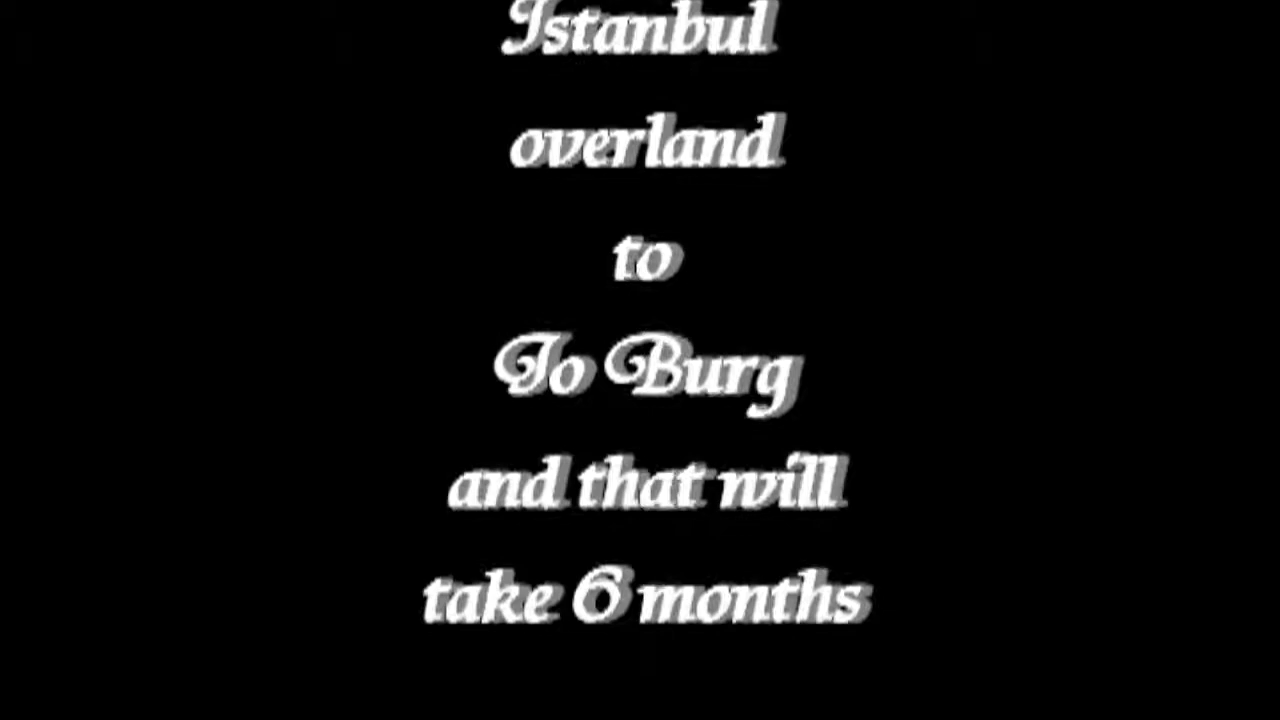 Istanbul
overland
to
Jo Burg
and that will
take 6 months